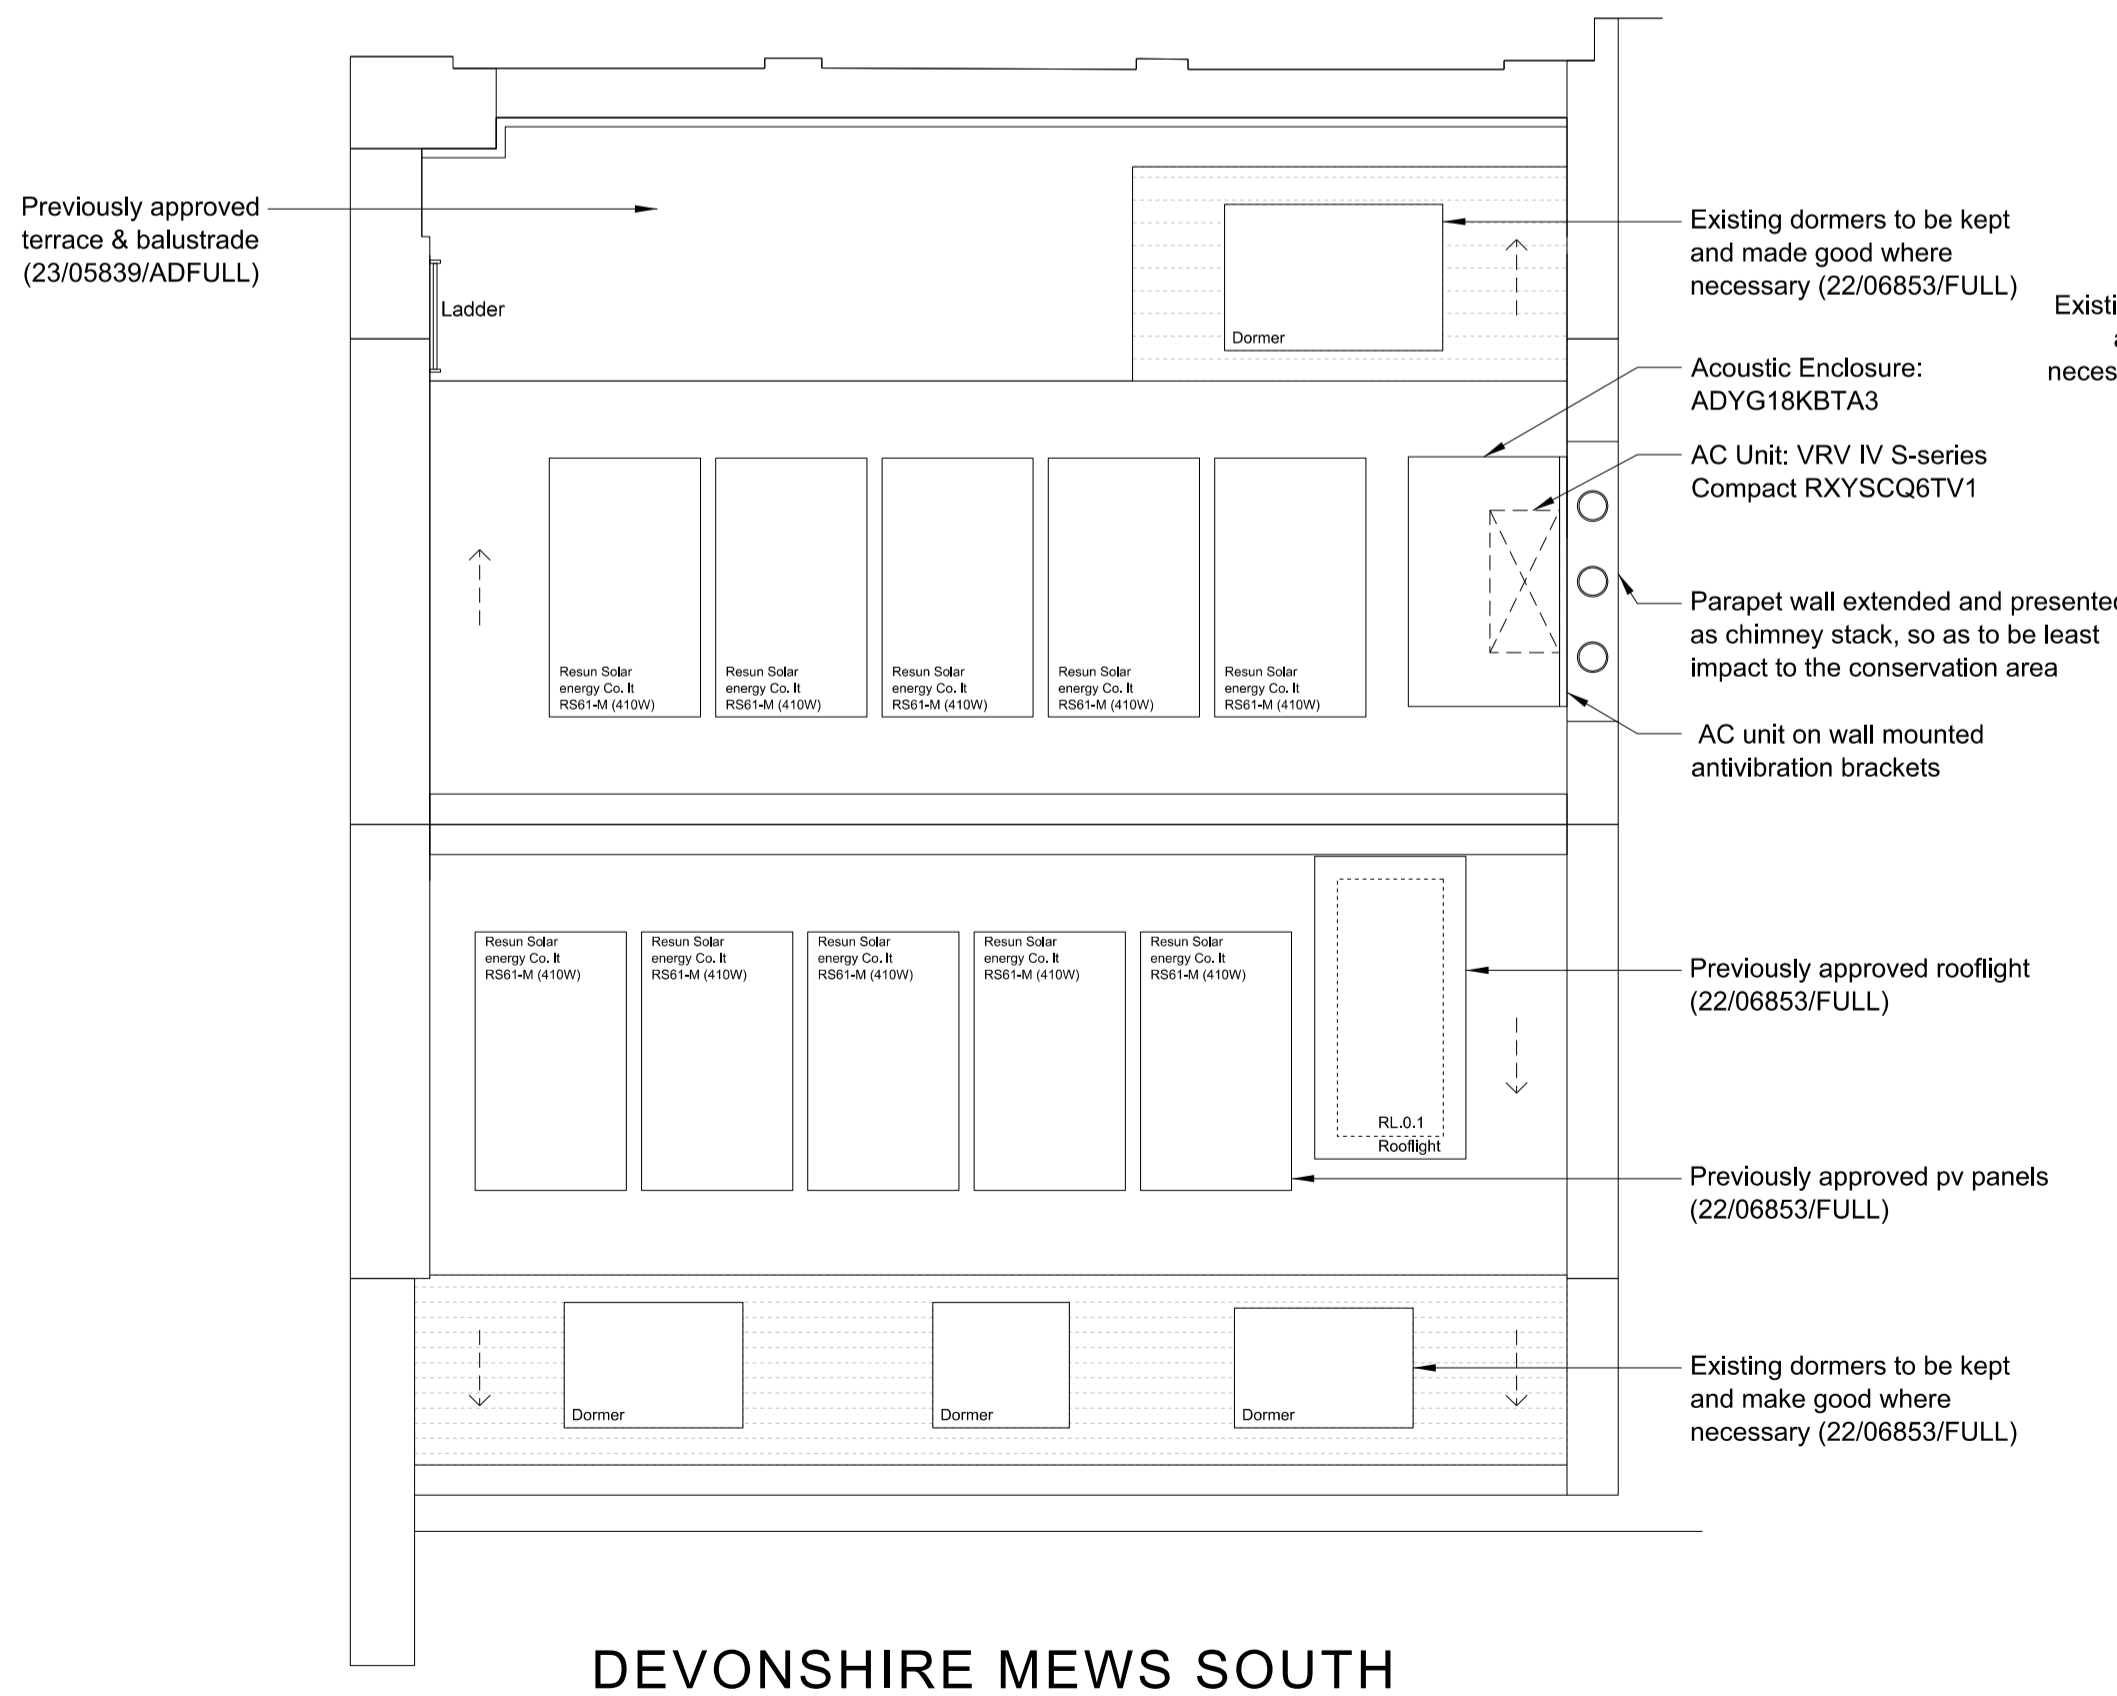 Previously approved
terrace & balustrade
(23/05839/ADFULL)
Ladder
Dormer
Existing dormers to be kept
and made good where
necessary (22/06853/FULL)
Acoustic Enclosure:
ADYG18KBTA3
AC Unit: VRV IV S-series
Compact RXYSCQ6TV1
Parapet wall extended and presented
as chimney stack, so as to be least
impact to the conservation area
AC unit on wall mounted
antivibration brackets
Resun Solar
energy Co. lt
RS61-M (410W)
Resun Solar
energy Co. lt
RS61-M (410W)
Resun Solar
energy Co. lt
RS61-M (410W)
Resun Solar
energy Co. lt
RS61-M (410W)
Resun Solar
energy Co. lt
RS61-M (410W)
Resun Solar
energy Co. lt
RS61-M (410W)
Resun Solar
energy Co. lt
RS61-M (410W)
Resun Solar
energy Co. lt
RS61-M (410W)
Resun Solar
energy Co. lt
RS61-M (410W)
Resun Solar
energy Co. lt
RS61-M (410W)
RL.0.1
Rooflight
Previously approved rooflight
(22/06853/FULL)
Previously approved pv panels
(22/06853/FULL)
Dormer
Dormer
Dormer
Existing dormers to be kept
and make good where
necessary (22/06853/FULL)
DEVONSHIRE MEWS SOUTH